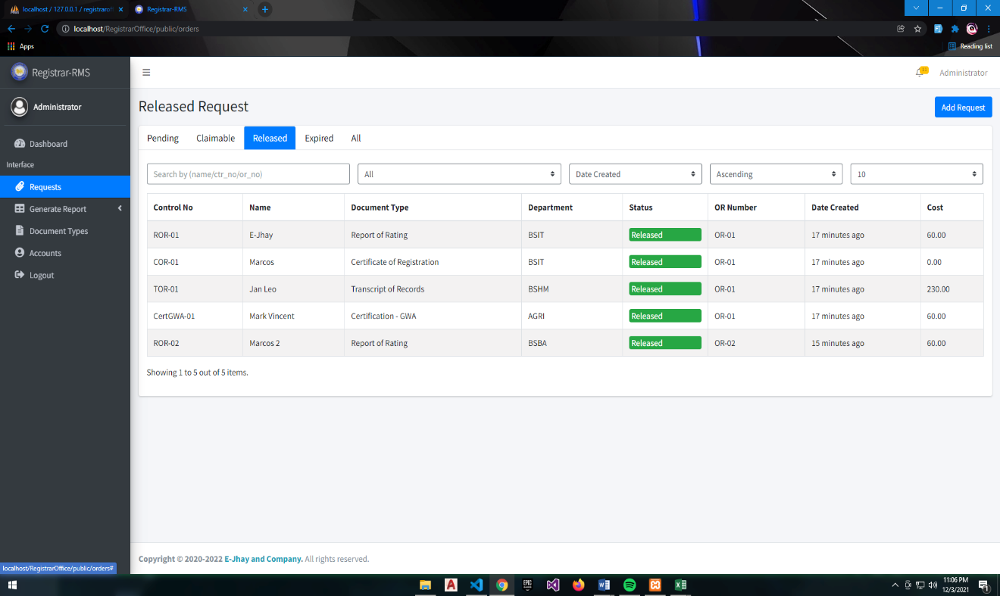 localhost / 127.0.0.1 / registrarofi
Registrar-RMS
localhost/RegistrarOffice/public/orders
Apps
Reading list
Registrar-RMS
Administrator
Administrator
Released Request
Add Request
Dashboard
Interface
Requests
Generate Report
Document Types
Accounts
Logout
Pending Claimable Released Expired All
Search by (name/ctr_no/or_no) All Date Created Ascending 10
Control No Name Document Type Department Status OR Number Date Created Cost
ROR-01 E-Jhay Report of Rating BSIT Released OR-01 17 minutes ago 60.00
COR-01 Marcos Certificate of Registration BSIT Released OR-01 17 minutes ago 0.00
TOR-01 Jan Leo Transcript of Records BSHM Released OR-01 17 minutes ago 230.00
CertGWA-01 Mark Vincent Certification - GWA AGRI Released OR-01 17 minutes ago 60.00
ROR-02 Marcos 2 Report of Rating BSBA Released OR-02 15 minutes ago 60.00
Showing 1 to 5 out of 5 items.
Copyright © 2020-2022 E-Jhay and Company. All rights reserved.
localhost/RegistrarOffice/public/orders#
11:06 PM
12/3/2021
1